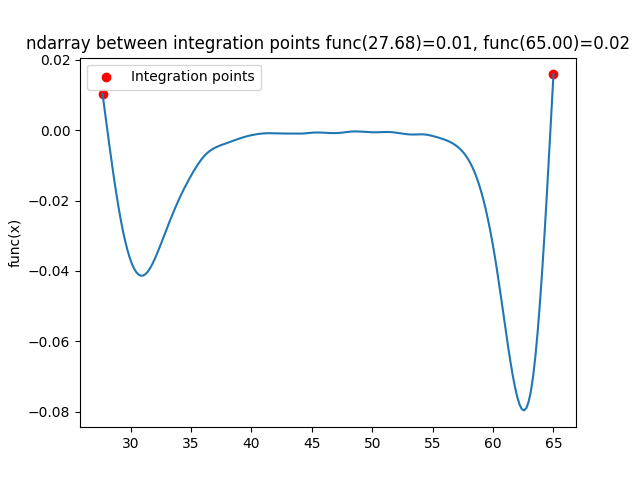 ndarray between integration points func(27.68)=0.01, func(65.00)=0.02
Integration points
func(x)
0.02
0.00
−0.02
−0.04
−0.06
−0.08
30 35 40 45 50 55 60 65